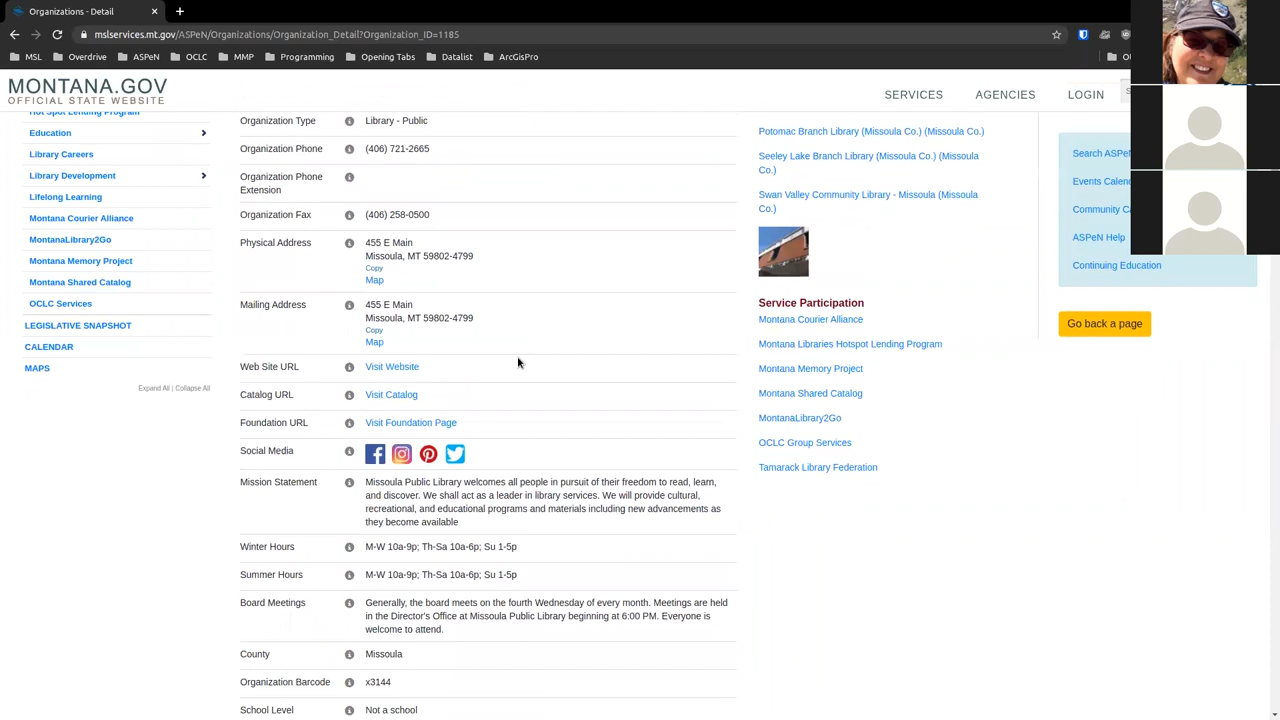 Organizations - Detail
mslservices.mt.gov/ASPeN/Organizations/Organization_Detail?Organization_ID=1185
MSL
Overdrive
ASPeN
OCLC
MMP
Programming
Opening Tabs
Datalist
ArcGisPro
MONTANA.GOV
OFFICIAL STATE WEBSITE
SERVICES
AGENCIES
LOGIN
Hot Spot Lending Program
Education
Library Careers
Library Development
Lifelong Learning
Montana Courier Alliance
MontanaLibrary2Go
Montana Memory Project
Montana Shared Catalog
OCLC Services
LEGISLATIVE SNAPSHOT
CALENDAR
MAPS
Expand All | Collapse All
Organization Type
Library - Public
Organization Phone
(406) 721-2665
Organization Phone
Extension
Organization Fax
(406) 258-0500
Physical Address
455 E Main
Missoula, MT 59802-4799
Copy
Map
Mailing Address
455 E Main
Missoula, MT 59802-4799
Copy
Map
Web Site URL
Visit Website
Catalog URL
Visit Catalog
Foundation URL
Visit Foundation Page
Social Media
Mission Statement
Missoula Public Library welcomes all people in pursuit of their freedom to read, learn,
and discover. We shall act as a leader in library services. We will provide cultural,
recreational, and educational programs and materials including new advancements as
they become available
Winter Hours
M-W 10a-9p; Th-Sa 10a-6p; Su 1-5p
Summer Hours
M-W 10a-9p; Th-Sa 10a-6p; Su 1-5p
Board Meetings
Generally, the board meets on the fourth Wednesday of every month. Meetings are held
in the Director's Office at Missoula Public Library beginning at 6:00 PM. Everyone is
welcome to attend.
County
Missoula
Organization Barcode
x3144
School Level
Not a school
Potomac Branch Library (Missoula Co.) (Missoula Co.)
Seeley Lake Branch Library (Missoula Co.) (Missoula
Co.)
Swan Valley Community Library - Missoula (Missoula
Co.)
Service Participation
Montana Courier Alliance
Montana Libraries Hotspot Lending Program
Montana Memory Project
Montana Shared Catalog
MontanaLibrary2Go
OCLC Group Services
Tamarack Library Federation
Search ASPeN
Events Calen
Community Ca
ASPeN Help
Continuing Education
Go back a page